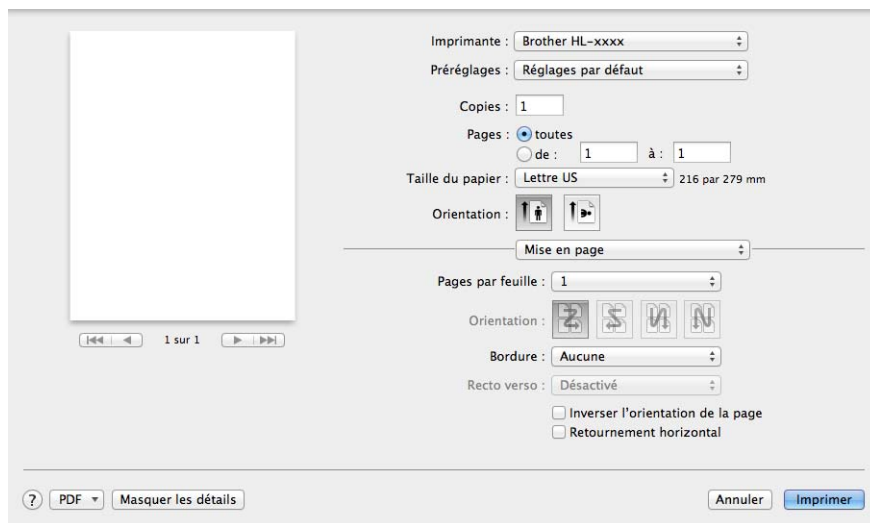 Imprimante : Brother HL-xxxx
Préréglages : Réglages par défaut
Copies : 1
Pages : toutes
de : 1 à : 1
Taille du papier : Lettre US 216 par 279 mm
Orientation :
Mise en page
Pages par feuille : 1
Orientation :
Bordure : Aucune
Recto verso : Désactivé
Inverser l'orientation de la page
Retournement horizontal
1 sur 1
? PDF Masquer les détails Annuler Imprimer